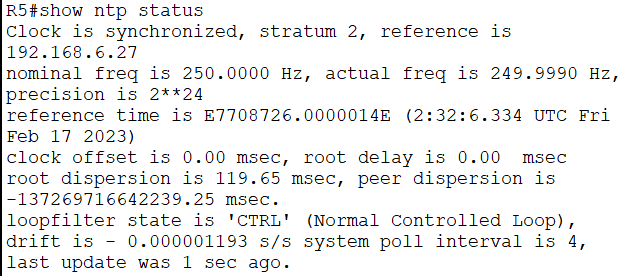 R5#show ntp status
Clock is synchronized, stratum 2, reference is
192.168.6.27
nominal freq is 250.0000 Hz, actual freq is 249.9990 Hz,
precision is 2**24
reference time is E7708726.0000014E (2:32:6.334 UTC Fri
Feb 17 2023)
clock offset is 0.00 msec, root delay is 0.00  msec
root dispersion is 119.65 msec, peer dispersion is
-137269716642239.25 msec.
loopfilter state is 'CTRL' (Normal Controlled Loop),
drift is - 0.000001193 s/s system poll interval is 4,
last update was 1 sec ago.